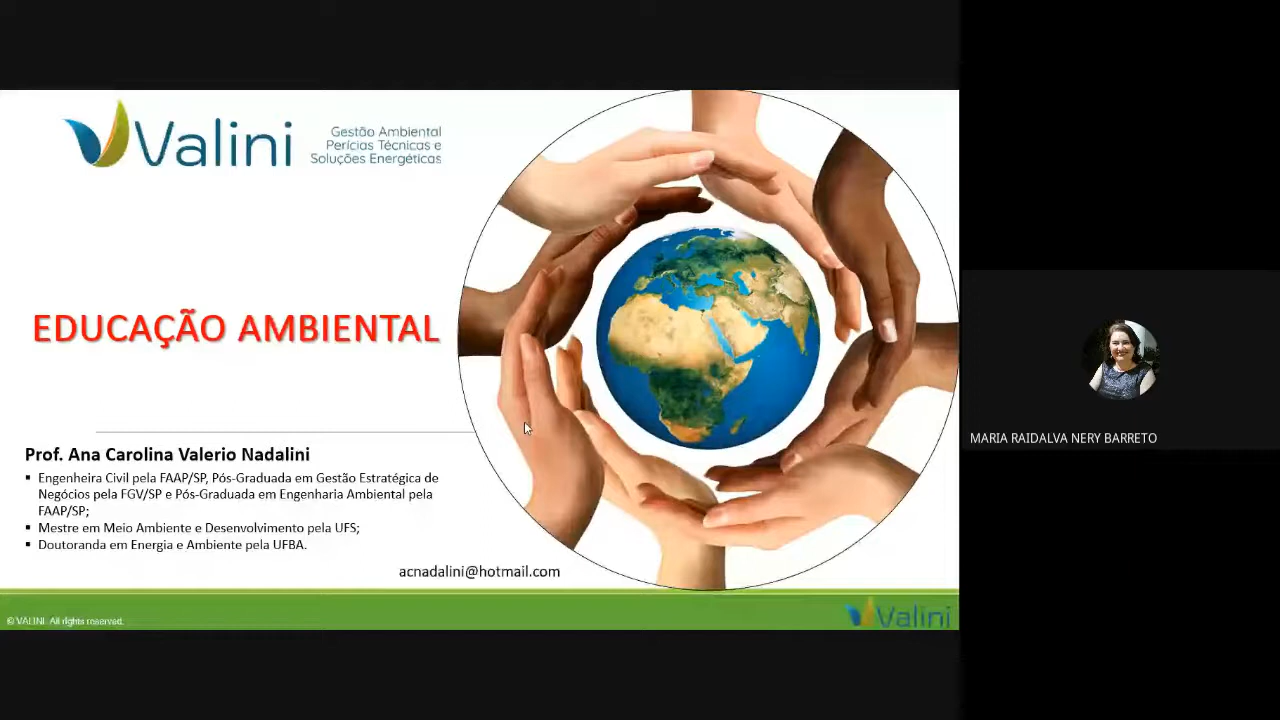 Valini
Gestão Ambiental
Perícias Técnicas e
Soluções Energéticas
EDUCAÇÃO AMBIENTAL
Prof. Ana Carolina Valerio Nadalini
▪ Engenheira Civil pela FAAP/SP, Pós-Graduada em Gestão Estratégica de
Negócios pela FGV/SP e Pós-Graduada em Engenharia Ambiental pela
FAAP/SP;
▪ Mestre em Meio Ambiente e Desenvolvimento pela UFS;
▪ Doutoranda em Energia e Ambiente pela UFBA.
acnadalini@hotmail.com
© VALINI. All rights reserved.
Valini
MARIA RAIDALVA NERY BARRETO